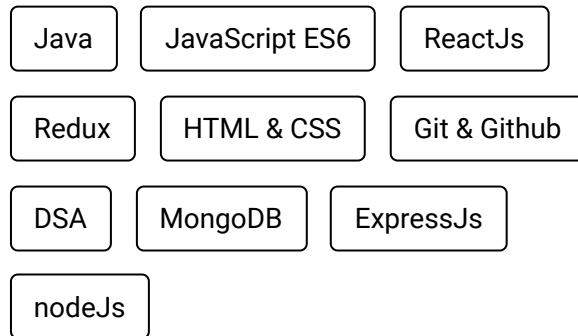 Java JavaScript ES6 ReactJs
Redux HTML & CSS Git & Github
DSA MongoDB ExpressJs
nodeJs